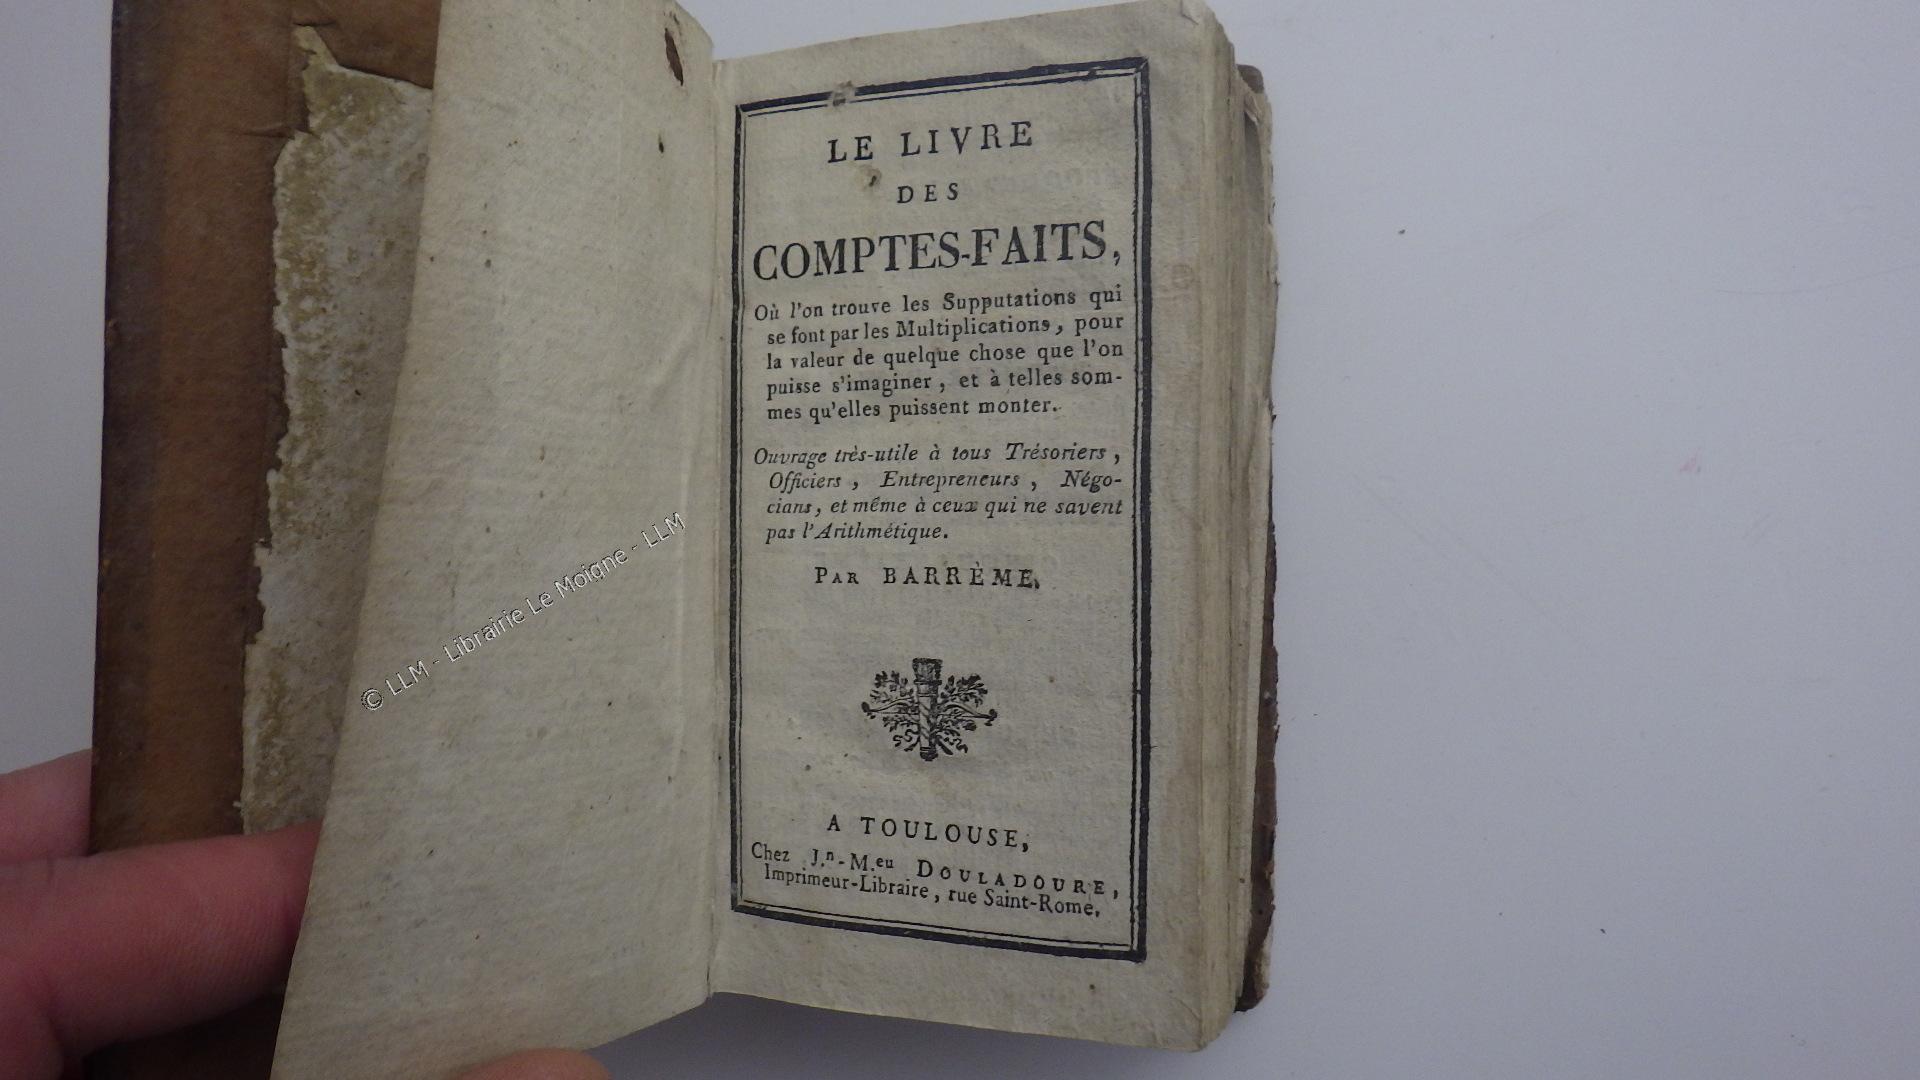 LE LIVRE
DES
COMPTES-FAITS,
Où l'on trouve les Supputations qui
se font par les Multiplications, pour
la valeur de quelque chose que l'on
puisse s'imaginer, et à telles som-
mes qu'elles puissent monter.
Ouvrage très-utile à tous Trésoriers,
Officiers, Entrepreneurs, Négo-
cians, et même à ceux qui ne savent
pas l'Arithmétique.
PAR BARRÈME.
A TOULOUSE,
Chez J.n-M.eu DOULADOURE,
Imprimeur-Libraire, rue Saint-Rome.
© LLM - Librairie Le Moigne - LLM